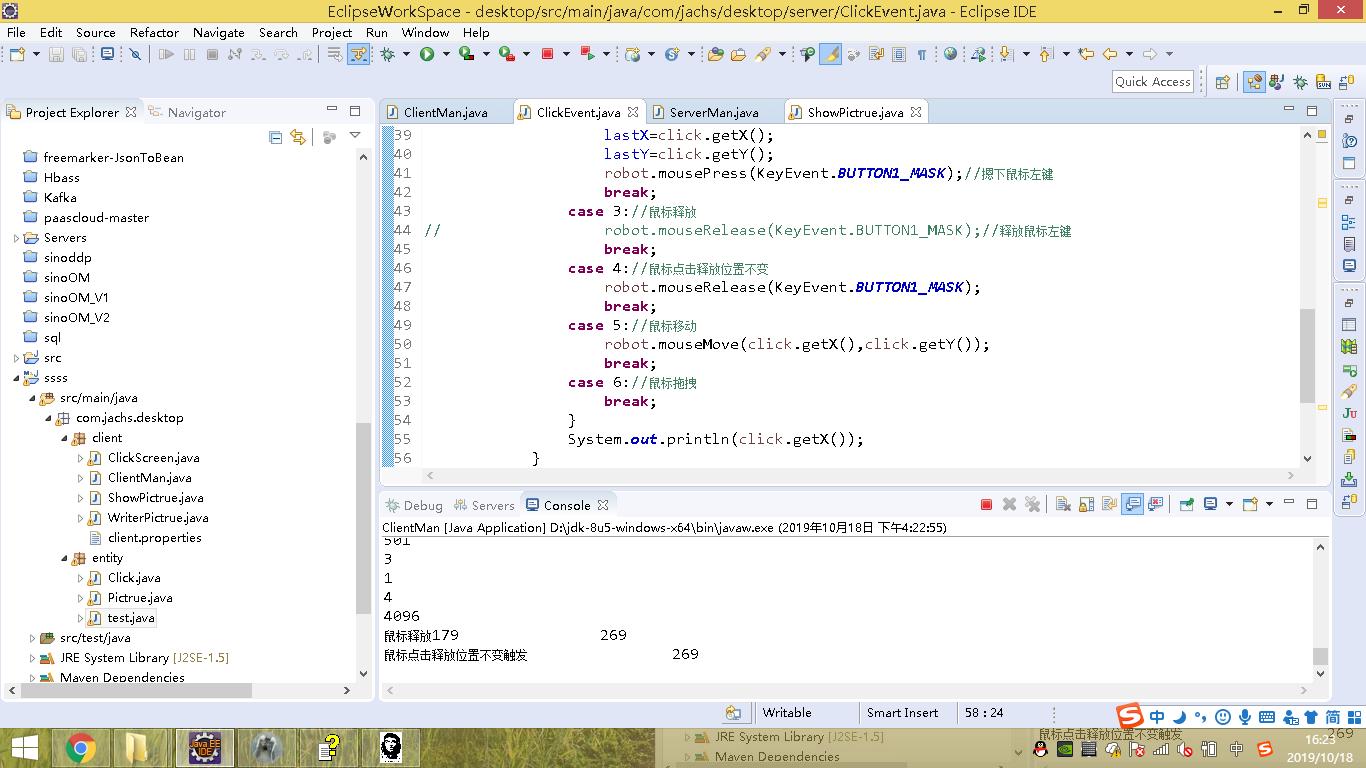 EclipseWorkSpace - desktop/src/main/java/com/jachs/desktop/server/ClickEvent.java - Eclipse IDE
File Edit Source Refactor Navigate Search Project Run Window Help
Quick Access
Project Explorer Navigator
freemarker-JsonToBean
Hbass
Kafka
paascloud-master
Servers
sinoddp
sinoOM
sinoOM_V1
sinoOM_V2
sql
src
ssss
src/main/java
com.jachs.desktop
client
ClickScreen.java
ClientMan.java
ShowPictrue.java
WriterPictrue.java
client.properties
entity
Click.java
Pictrue.java
test.java
src/test/java
JRE System Library [J2SE-1.5]
Maven Dependencies
ClientMan.java ClickEvent.java ServerMan.java ShowPictrue.java
39 lastX=click.getX();
40 lastY=click.getY();
41 robot.mousePress(KeyEvent.BUTTON1_MASK);//摁下鼠标左键
42 break;
43 case 3://鼠标释放
44 // robot.mouseRelease(KeyEvent.BUTTON1_MASK);//释放鼠标左键
45 break;
46 case 4://鼠标点击释放位置不变
47 robot.mouseRelease(KeyEvent.BUTTON1_MASK);
48 break;
49 case 5://鼠标移动
50 robot.mouseMove(click.getX(),click.getY());
51 break;
52 case 6://鼠标拖拽
53 break;
54 }
55 System.out.println(click.getX());
56 }
Debug Servers Console
ClientMan [Java Application] D:\jdk-8u5-windows-x64\bin\javaw.exe (2019年10月18日 下午4:22:55)
501
3
1
4
4096
鼠标释放179 269
鼠标点击释放位置不变触发 269
Writable Smart Insert 58 : 24
中 简
JRE System Library [J2SE-1.5]
Maven Dependencies
鼠标点击释放位置不变触发 269
Java EE IDE
中
16:23
2019/10/18